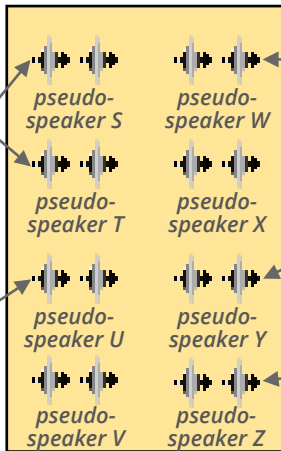 pseudo-
speaker S
pseudo-
speaker W
pseudo-
speaker T
pseudo-
speaker X
pseudo-
speaker U
pseudo-
speaker Y
pseudo-
speaker V
pseudo-
speaker Z